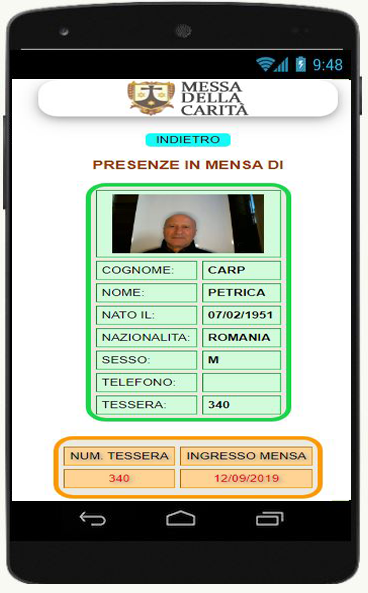 9:48
MESSA
DELLA
CARITÀ
INDIETRO
PRESENZE IN MENSA DI
COGNOME: CARP
NOME: PETRICA
NATO IL: 07/02/1951
NAZIONALITA: ROMANIA
SESSO: M
TELEFONO:
TESSERA: 340
NUM. TESSERA INGRESSO MENSA
340 12/09/2019